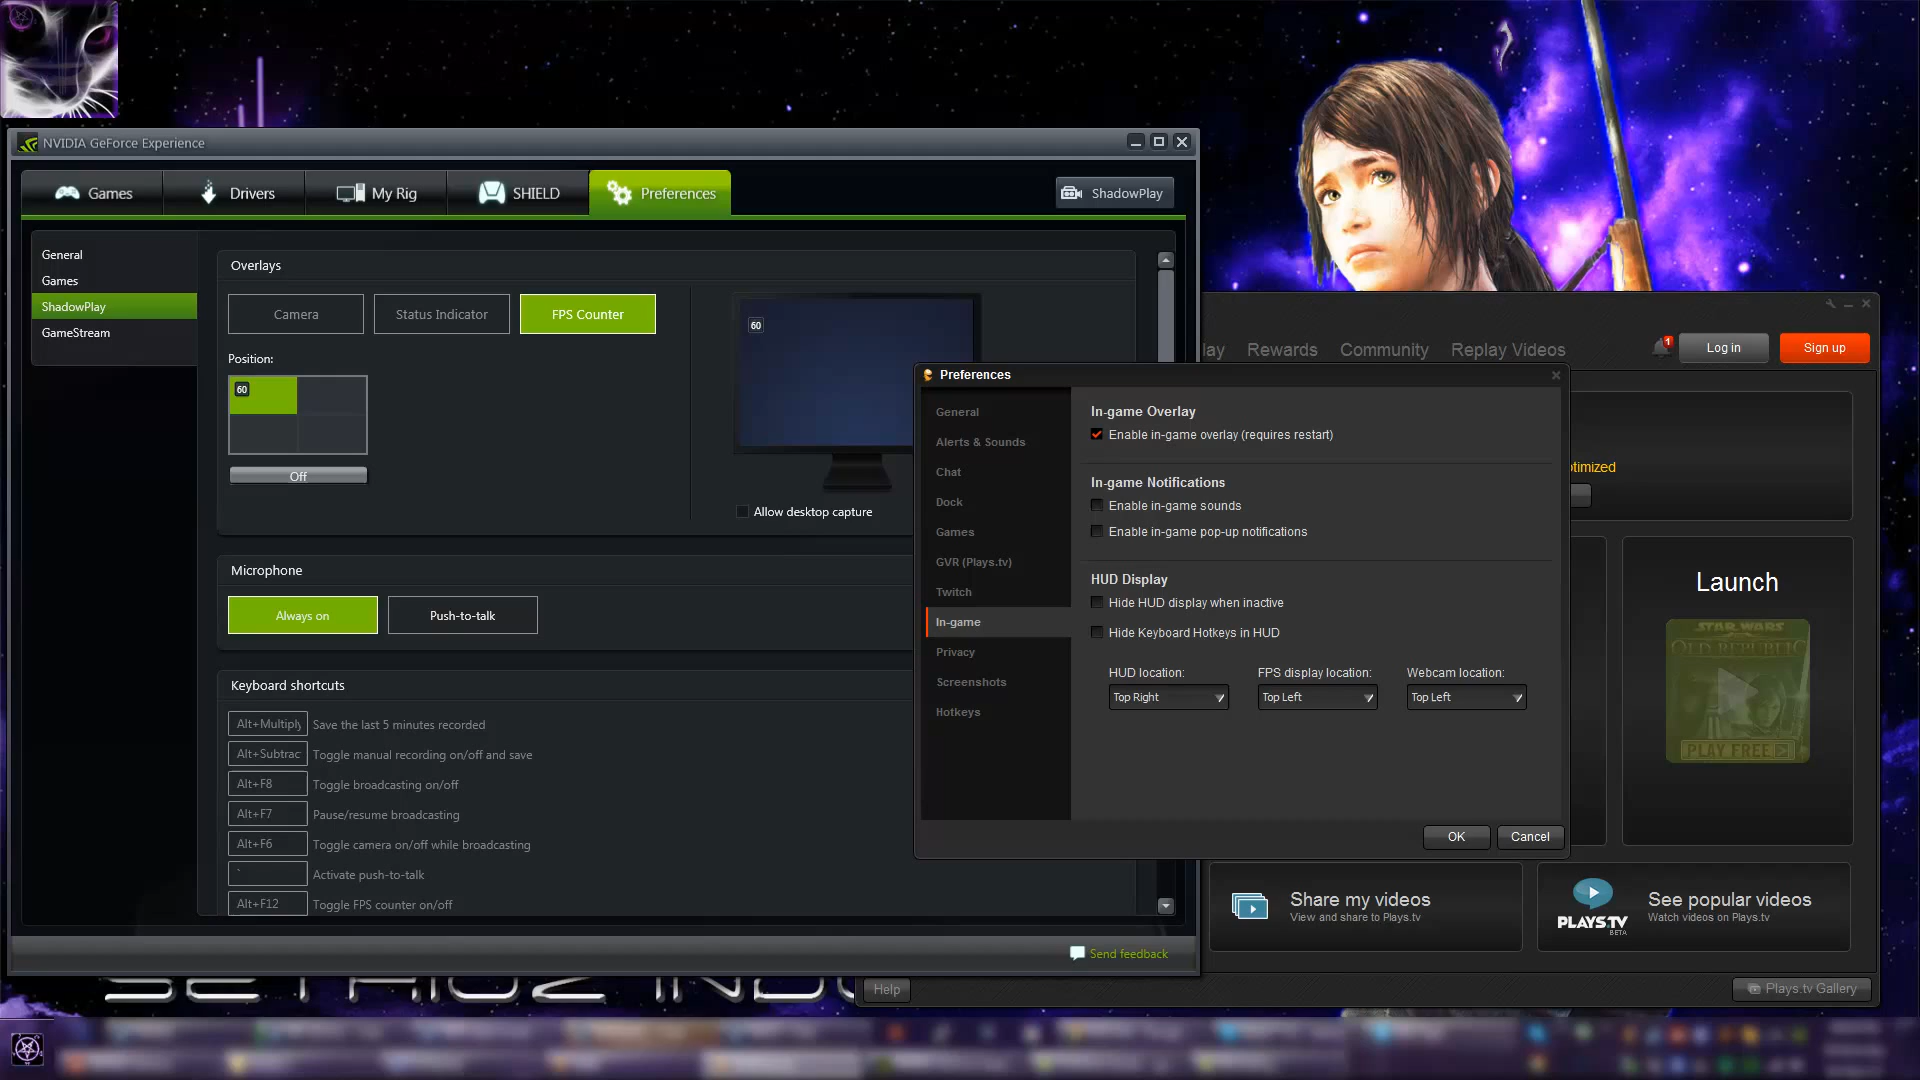 NVIDIA GeForce Experience
Games
Drivers
My Rig
SHIELD
Preferences
ShadowPlay
General
Games
ShadowPlay
GameStream
Overlays
Camera
Status Indicator
FPS Counter
Position:
60
Off
60
Allow desktop capture
Microphone
Always on
Push-to-talk
Keyboard shortcuts
Alt+Multiply Save the last 5 minutes recorded
Alt+Subtrac Toggle manual recording on/off and save
Alt+F8 Toggle broadcasting on/off
Alt+F7 Pause/resume broadcasting
Alt+F6 Toggle camera on/off while broadcasting
` Activate push-to-talk
Alt+F12 Toggle FPS counter on/off
Send feedback
lay
Rewards
Community
Replay Videos
1
Log in
Sign up
Preferences
General
Alerts & Sounds
Chat
Dock
Games
GVR (Plays.tv)
Twitch
In-game
Privacy
Screenshots
Hotkeys
In-game Overlay
Enable in-game overlay (requires restart)
In-game Notifications
Enable in-game sounds
Enable in-game pop-up notifications
HUD Display
Hide HUD display when inactive
Hide Keyboard Hotkeys in HUD
HUD location: FPS display location: Webcam location:
Top Right Top Left Top Left
OK Cancel
timized
Launch
STAR WARS
OLD REPUBLIC
PLAY FREE
Share my videos
View and share to Plays.tv
PLAYS.TV
BETA
See popular videos
Watch videos on Plays.tv
Help
Plays.tv Gallery